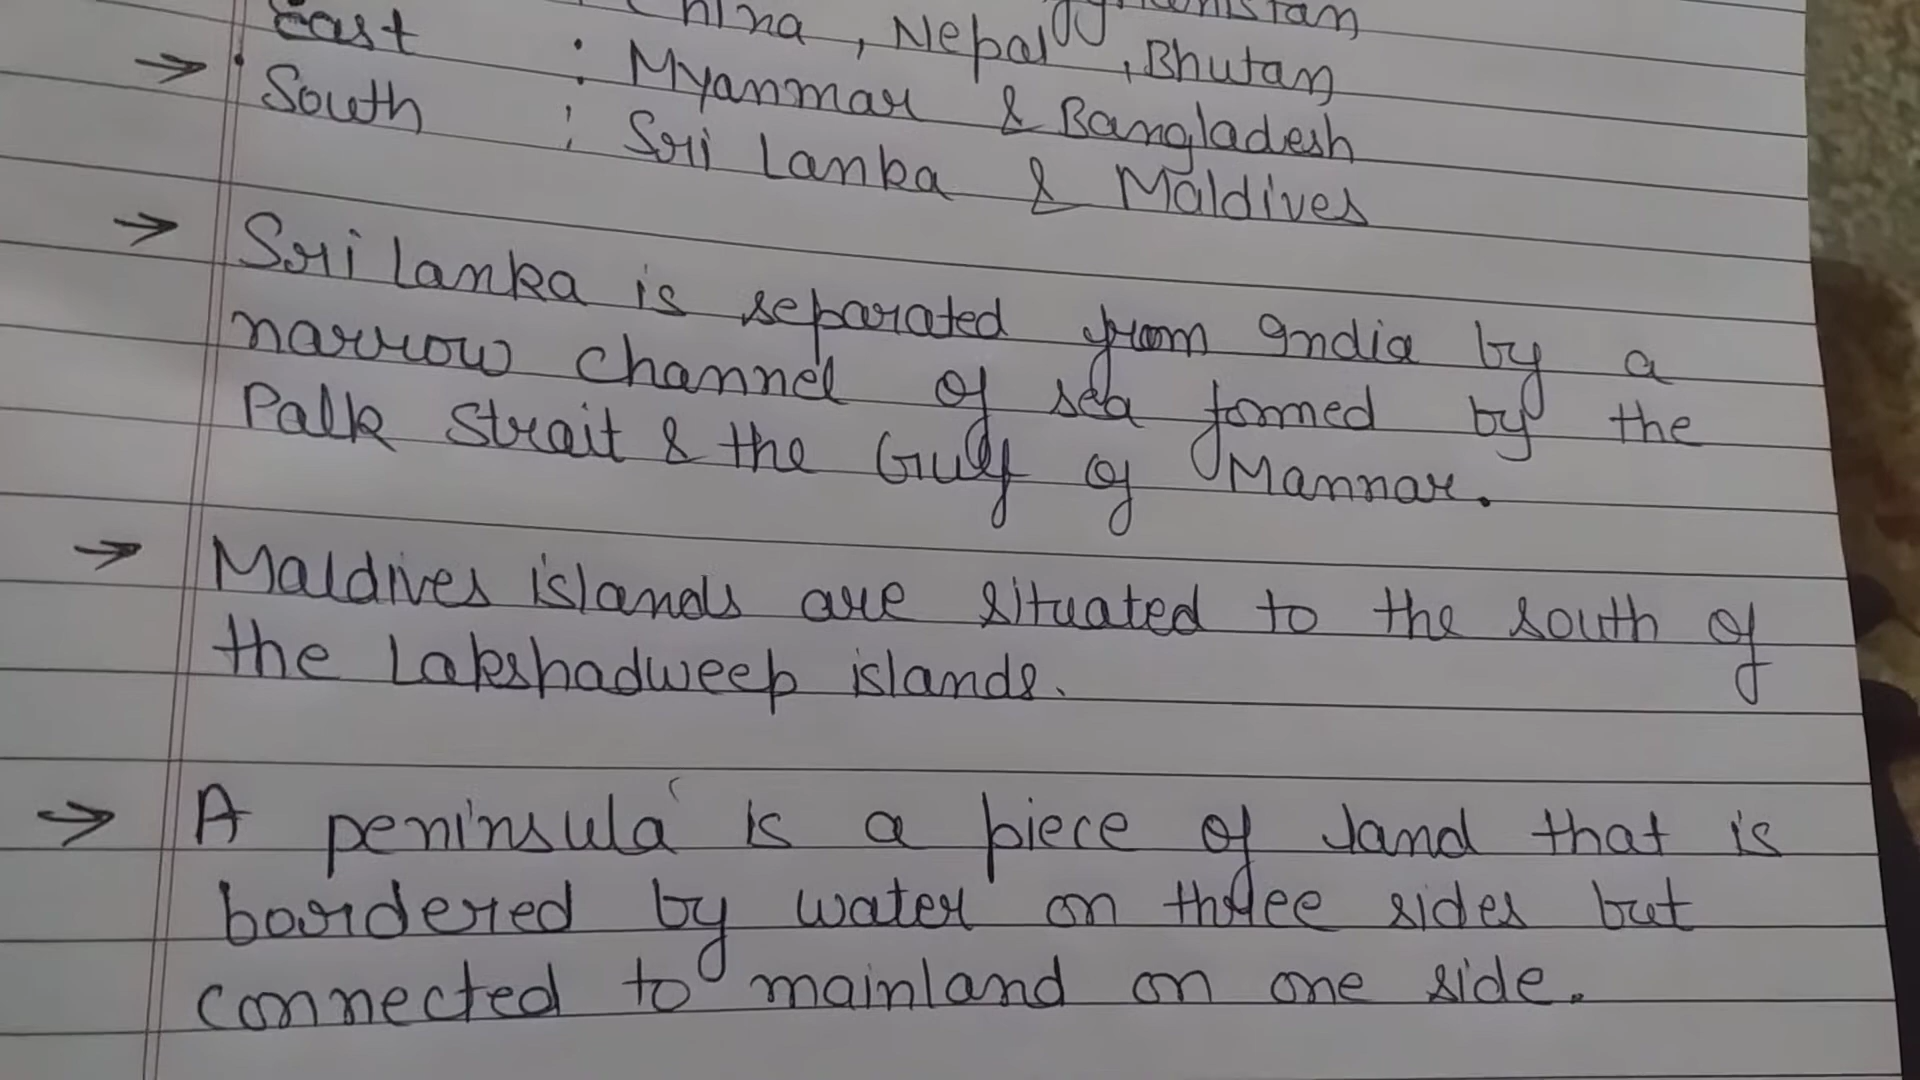 China, Nepal, Bhutan
East : Myanmar & Bangladesh
→ South : Sri Lanka & Maldives
→ Sri Lanka is separated from India by a
narrow channel of sea formed by the
Palk Strait & the Gulf of Mannar.
→ Maldives islands are situated to the south of
the Lakshadweep islands.
→ A peninsula is a piece of land that is
bordered by water on three sides but
connected to mainland on one side.